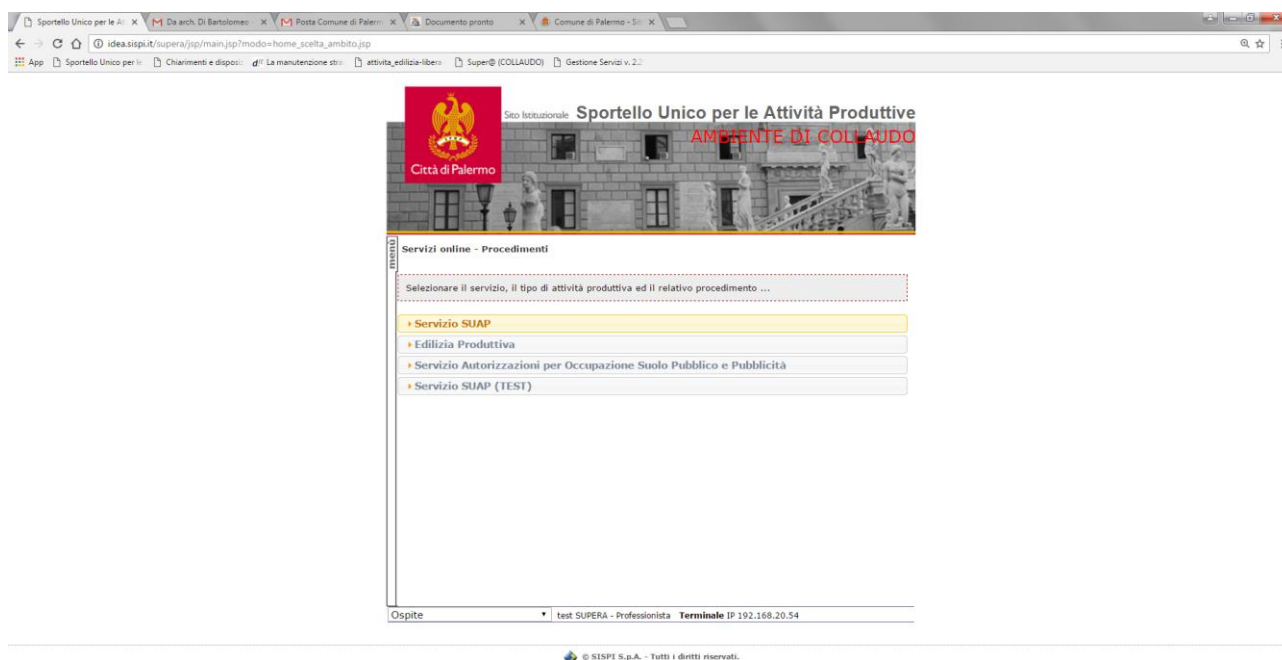 Sportello Unico per le At
Da arch. Di Bartolomeo
Posta Comune di Palerm
Documento pronto
Comune di Palermo - Sit
idea.sispi.it/supera/jsp/main.jsp?modo=home_scelta_ambito.jsp
App Sportello Unico per le Chiarimenti e disposi La manutenzione stra attivita_edilizia-libera Super@ (COLLAUDO) Gestione Servizi v. 2.2
Sito Istituzionale Sportello Unico per le Attività Produttive
AMBIENTE DI COLLAUDO
Città di Palermo
menù
Servizi online - Procedimenti
Selezionare il servizio, il tipo di attività produttiva ed il relativo procedimento ...
Servizio SUAP
Edilizia Produttiva
Servizio Autorizzazioni per Occupazione Suolo Pubblico e Pubblicità
Servizio SUAP (TEST)
Ospite test SUPERA - Professionista Terminale IP 192.168.20.54
© SISPI S.p.A. - Tutti i diritti riservati.